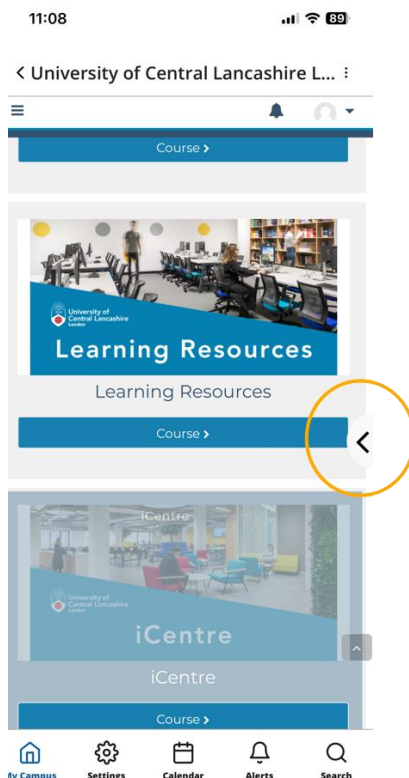 11:08
89
University of Central Lancashire L...
Course
University of
Central Lancashire
London
Learning Resources
Learning Resources
Course
iCentre
University of
Central Lancashire
London
iCentre
iCentre
Course
My Campus Settings Calendar Alerts Search